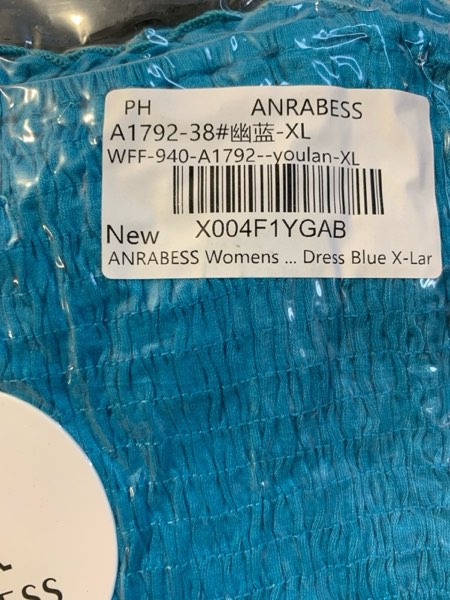 PH ANRABESS
A1792-38#幽蓝-XL
WFF-940-A1792--youlan-XL
New X004F1YGAB
ANRABESS Womens ... Dress Blue X-Lar
ESS